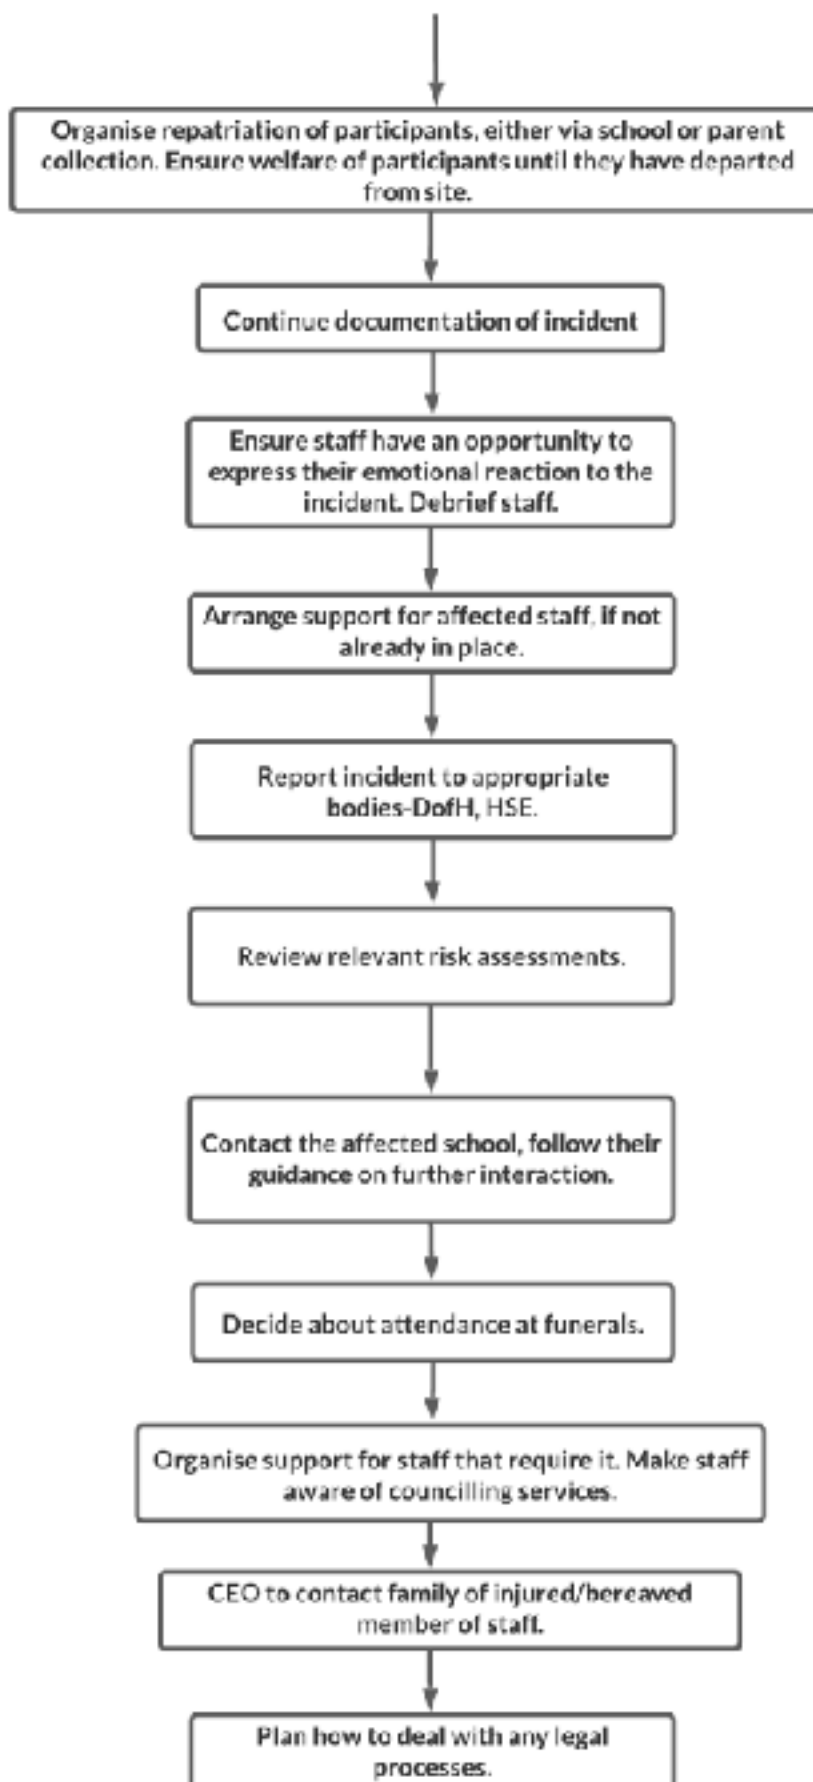 Organise repatriation of participants, either via school or parent
collection. Ensure welfare of participants until they have departed
from site.
Continue documentation of incident
Ensure staff have an opportunity to
express their emotional reaction to the
incident. Debrief staff.
Arrange support for affected staff, if not
already in place.
Report incident to appropriate
bodies-DofH, HSE.
Review relevant risk assessments.
Contact the affected school, follow their
guidance on further interaction.
Decide about attendance at funerals.
Organise support for staff that require it. Make staff
aware of councilling services.
CEO to contact family of injured/bereaved
member of staff.
Plan how to deal with any legal
processes.